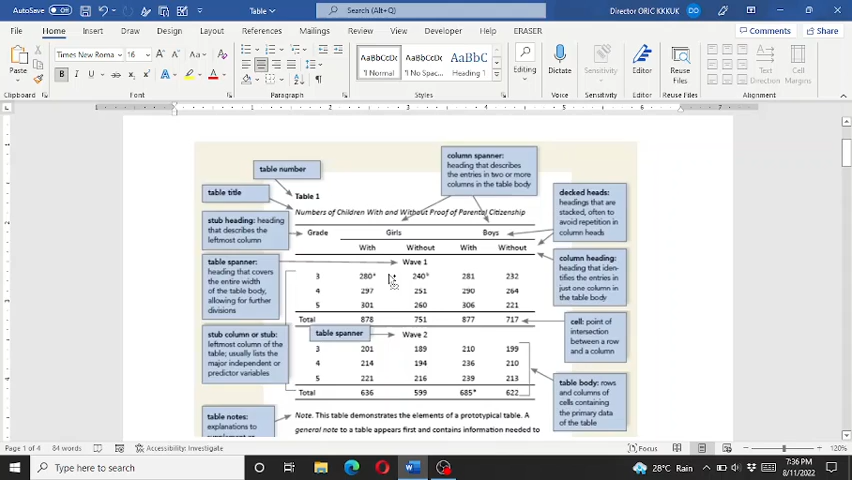 AutoSave Off
Table
Search (Alt+Q)
Director ORIC KKKUK
DO
File Home Insert Draw Design Layout References Mailings Review View Developer Help ERASER
Comments Share
Paste
Times New Roma 16
B I U
AaBbCcDc AaBbCcDc AaBbC
¶ Normal ¶ No Spac... Heading 1
Editing
Dictate
Sensitivity
Editor
Reuse Files
Text Direction
Cells Alignment
Clipboard Font Paragraph Styles Voice Sensitivity Editor Reuse Files
table number
column spanner:
heading that describes
the entries in two or more
columns in the table body
table title
Table 1
Numbers of Children With and Without Proof of Parental Citizenship
decked heads:
headings that are
stacked, often to
avoid repetition in
column heads
stub heading: heading
that describes the
leftmost column
Grade Girls Boys
With Without With Without
table spanner:
heading that covers
the entire width
of the table body,
allowing for further
divisions
column heading:
heading that iden-
tifies the entries in
just one column in
the table body
Wave 1
3 280ᵃ 240ᵇ 281 232
4 297 251 290 264
5 301 260 306 221
Total 878 751 877 717
cell: point of
intersection
between a row
and a column
stub column or stub:
leftmost column of the
table; usually lists the
major independent or
predictor variables
table spanner
Wave 2
3 201 189 210 199
4 214 194 236 210
5 221 216 239 213
Total 636 599 685* 622
table body: rows
and columns of
cells containing
the primary data
of the table
table notes:
explanations to
Note. This table demonstrates the elements of a prototypical table. A
general note to a table appears first and contains information needed to
Page 1 of 4 84 words Accessibility: Investigate
Focus
120%
Type here to search
28°C Rain
7:36 PM
8/11/2022